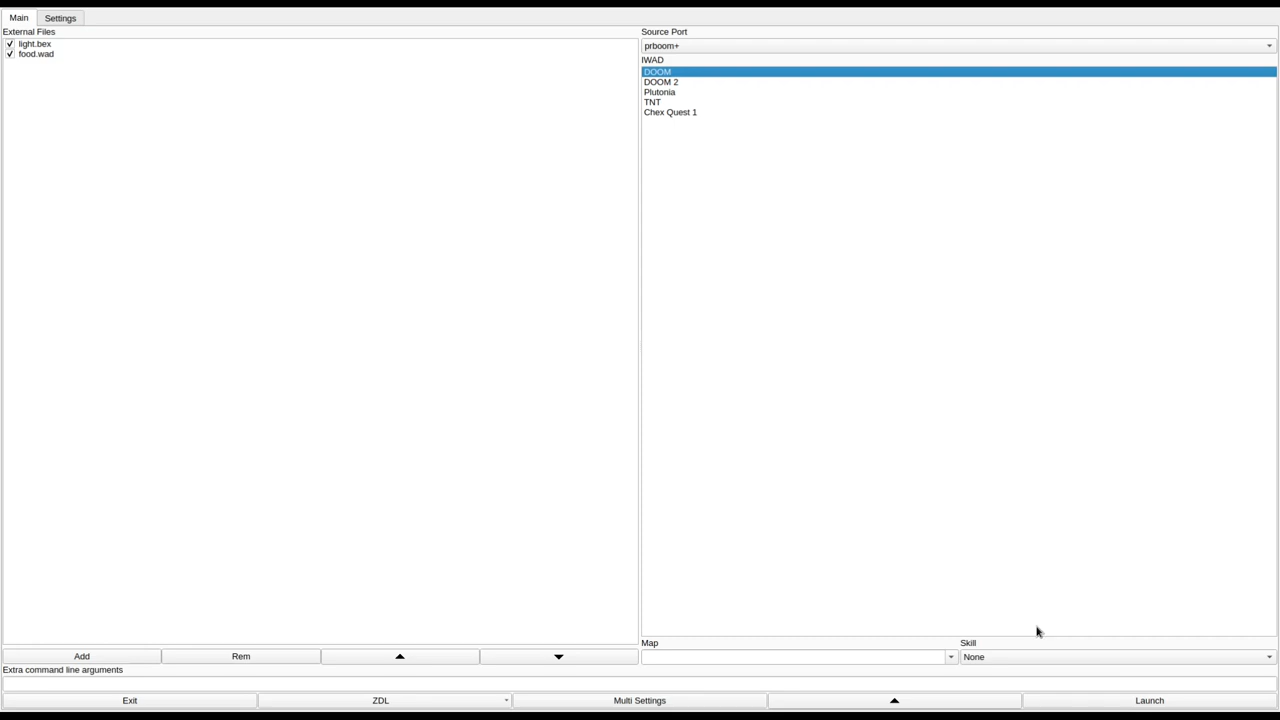 Main Settings
External Files
light.bex
food.wad
Source Port
prboom+
IWAD
DOOM
DOOM 2
Plutonia
TNT
Chex Quest 1
Map Skill
None
Add Rem
Extra command line arguments
Exit ZDL Multi Settings Launch